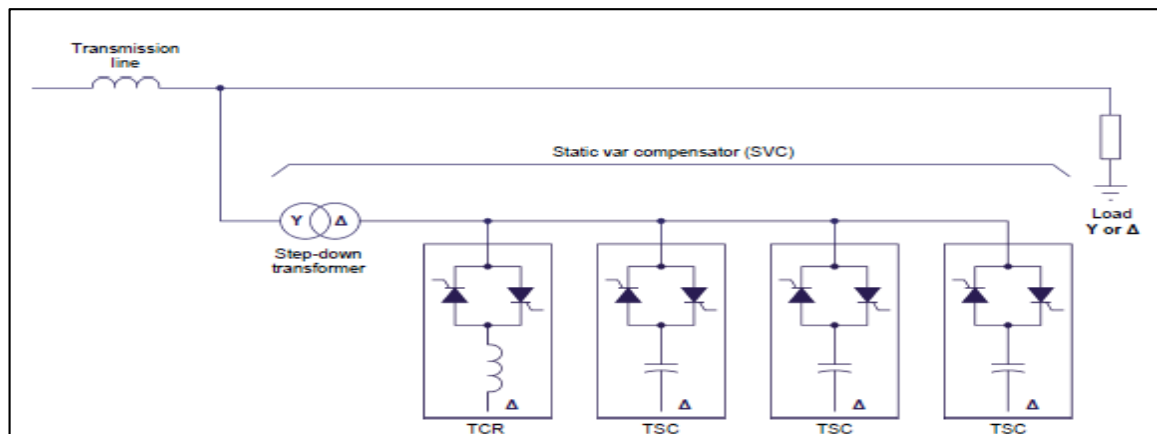 Transmission
line
Static var compensator (SVC)
Load
Y or Δ
Y Δ
Step-down
transformer
Δ Δ Δ Δ
TCR TSC TSC TSC